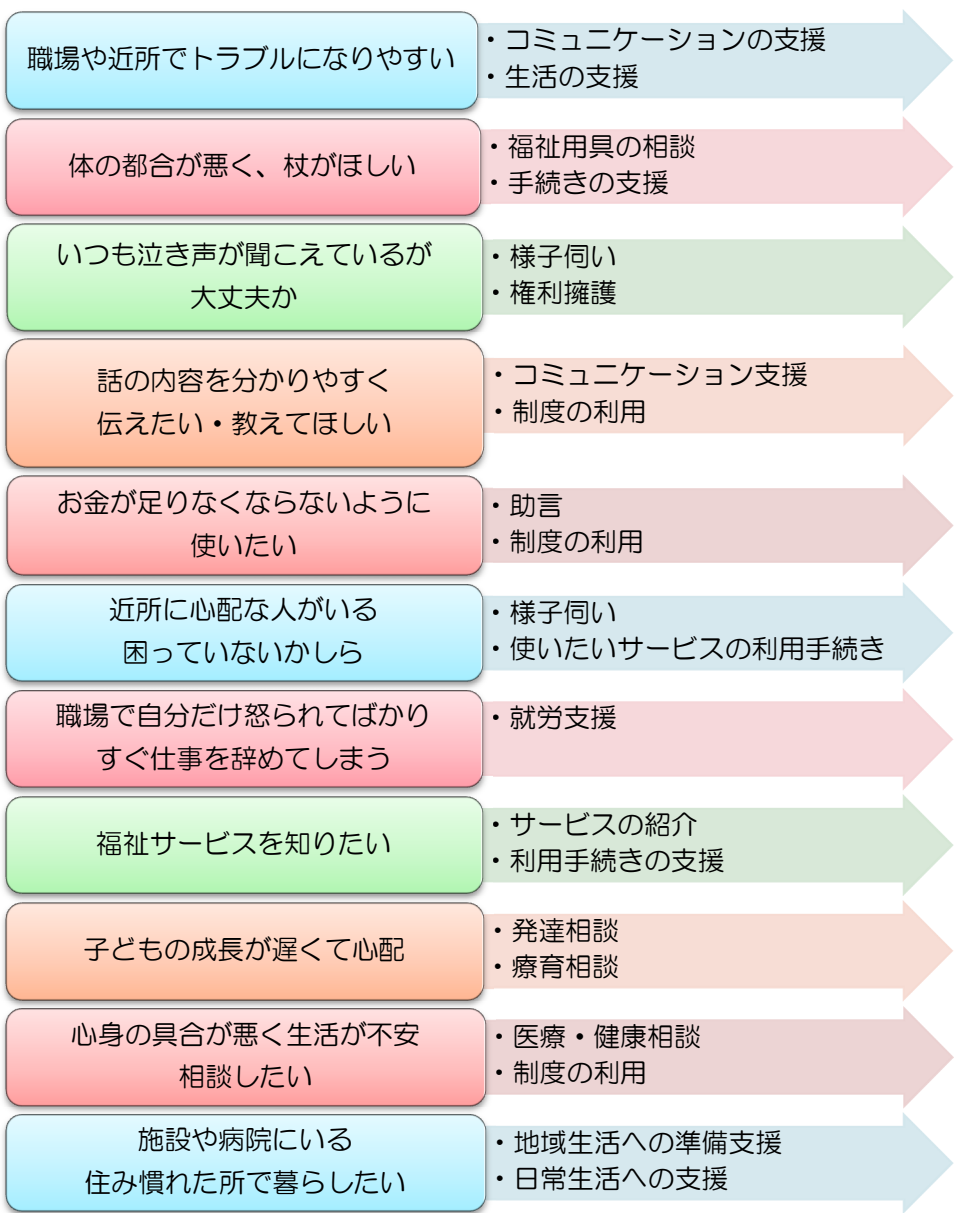 職場や近所でトラブルになりやすい
・コミュニケーションの支援
・生活の支援
体の都合が悪く、杖がほしい
・福祉用具の相談
・手続きの支援
いつも泣き声が聞こえているが
大丈夫か
・様子伺い
・権利擁護
話の内容を分かりやすく
伝えたい・教えてほしい
・コミュニケーション支援
・制度の利用
お金が足りなくならないように
使いたい
・助言
・制度の利用
近所に心配な人がいる
困っていないかしら
・様子伺い
・使いたいサービスの利用手続き
職場で自分だけ怒られてばかり
すぐ仕事を辞めてしまう
・就労支援
福祉サービスを知りたい
・サービスの紹介
・利用手続きの支援
子どもの成長が遅くて心配
・発達相談
・療育相談
心身の具合が悪く生活が不安
相談したい
・医療・健康相談
・制度の利用
施設や病院にいる
住み慣れた所で暮らしたい
・地域生活への準備支援
・日常生活への支援